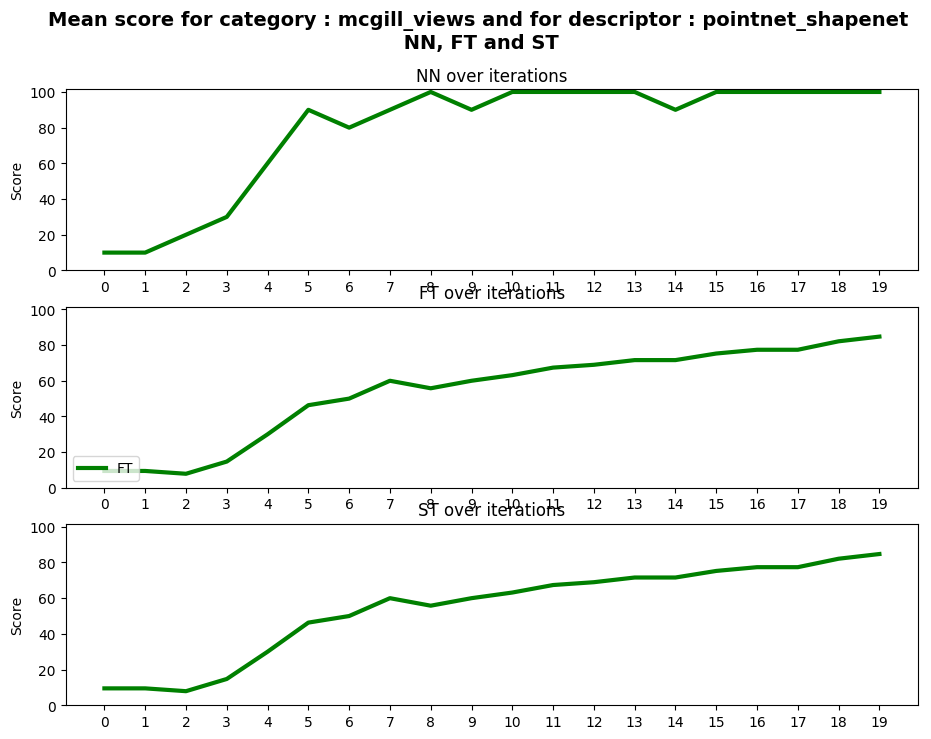 Mean score for category : mcgill_views and for descriptor : pointnet_shapenet
NN, FT and ST
NN over iterations
100
80
60
40
20
0
Score
0 1 2 3 4 5 6 7 8 9 10 11 12 13 14 15 16 17 18 19
FT over iterations
100
80
60
40
20
0
Score
FT
0 1 2 3 4 5 6 7 8 9 10 11 12 13 14 15 16 17 18 19
ST over iterations
100
80
60
40
20
0
Score
0 1 2 3 4 5 6 7 8 9 10 11 12 13 14 15 16 17 18 19